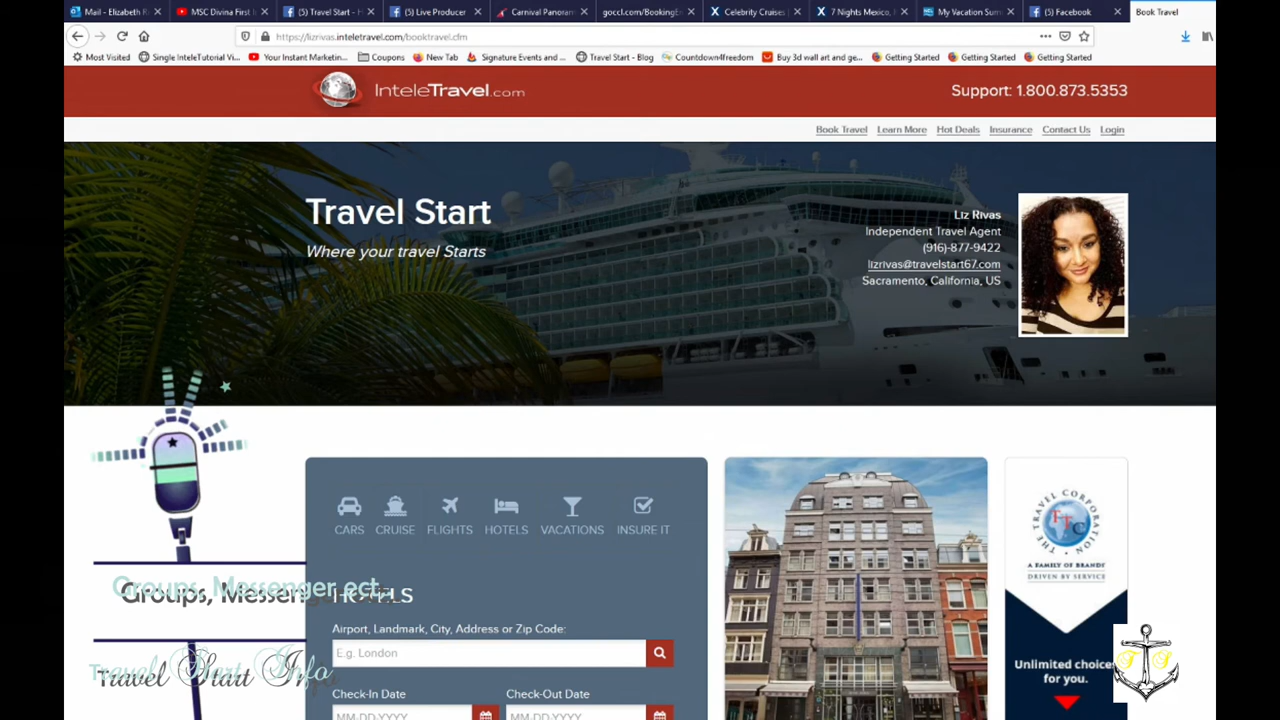 Mail - Elizabeth R
MSC Divina First I
(5) Travel Start - H
(5) Live Producer
Carnival Panoram
goccl.com/BookingE
Celebrity Cruises
7 Nights Mexico,
My Vacation Sum
(5) Facebook
Book Travel
https://lizrivas.inteletravel.com/booktravel.cfm
Most Visited
Single InteleTutorial Vi...
Your Instant Marketin...
Coupons
New Tab
Signature Events and ...
Travel Start - Blog
Countdown4freedom
Buy 3d wall art and ge...
Getting Started
Getting Started
Getting Started
InteleTravel.com
Support: 1.800.873.5353
Book Travel Learn More Hot Deals Insurance Contact Us Login
Travel Start
Where your travel Starts
Liz Rivas
Independent Travel Agent
(916)-877-9422
lizrivas@travelstart67.com
Sacramento, California, US
CARS CRUISE FLIGHTS HOTELS VACATIONS INSURE IT
Groups, Messenger ect.
HOTELS
Airport, Landmark, City, Address or Zip Code:
E.g. London
Travel Start Info
Check-In Date
Check-Out Date
MM-DD-YYYY
MM-DD-YYYY
THE TRAVEL CORPORATION
TTC
A FAMILY OF BRANDS
DRIVEN BY SERVICE
Unlimited choices
for you.
T S